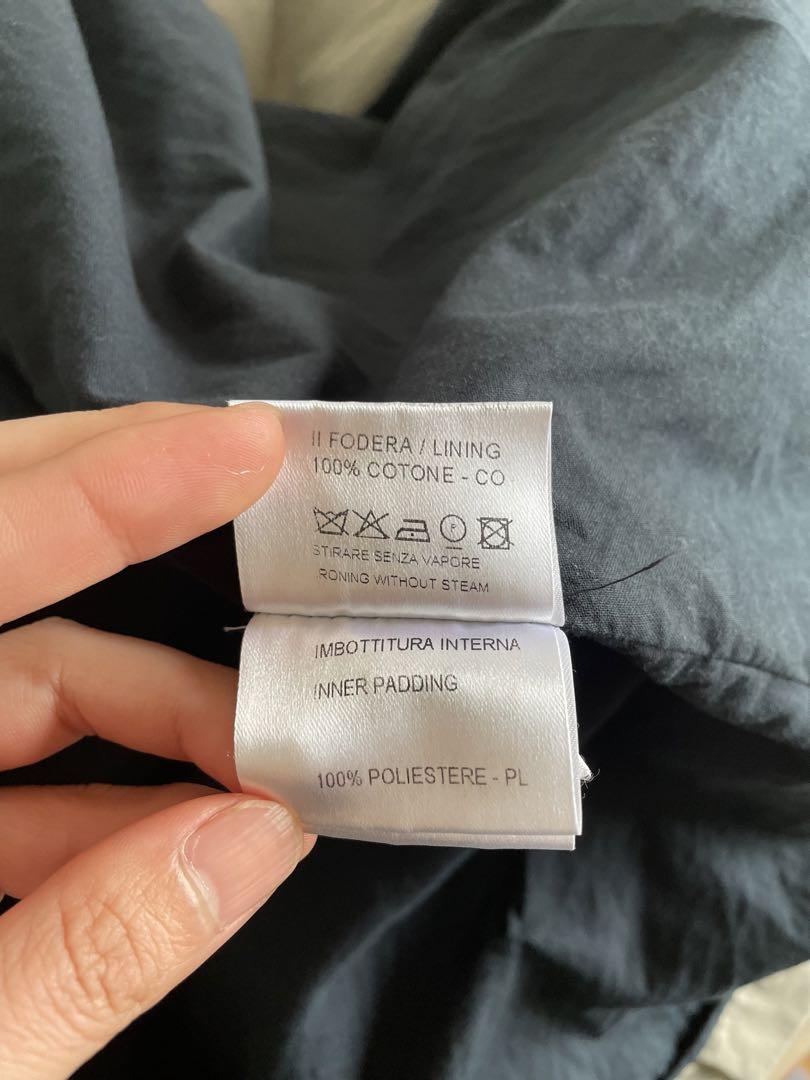 II FODERA / LINING
100% COTONE - CO
F
STIRARE SENZA VAPORE
IRONING WITHOUT STEAM
IMBOTTITURA INTERNA
INNER PADDING
100% POLIESTERE - PL